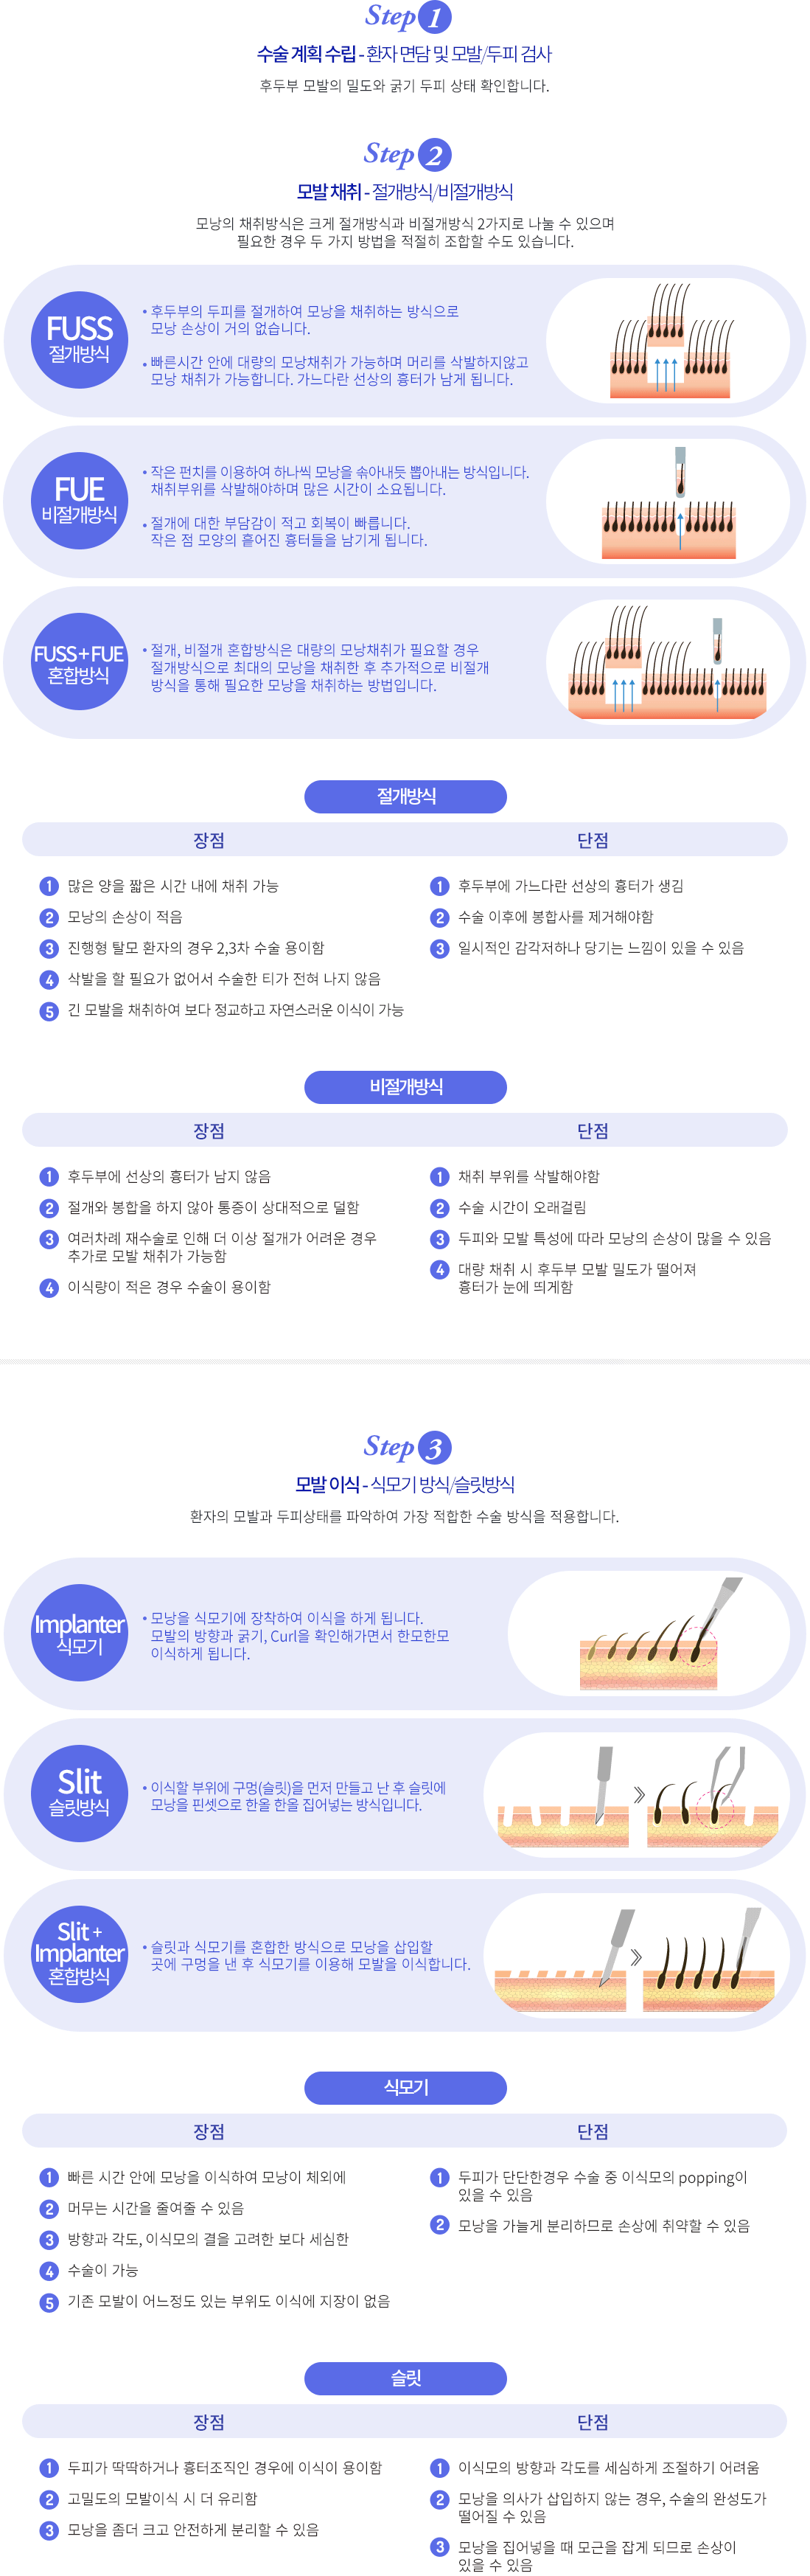 Step 1
수술 계획 수립 - 환자 면담 및 모발/두피 검사
후두부 모발의 밀도와 굵기 두피 상태 확인합니다.
Step 2
모발 채취 - 절개방식/비절개방식
모낭의 채취방식은 크게 절개방식과 비절개방식 2가지로 나눌 수 있으며
필요한 경우 두 가지 방법을 적절히 조합할 수도 있습니다.
FUSS
절개방식
• 후두부의 두피를 절개하여 모낭을 채취하는 방식으로
모낭 손상이 거의 없습니다.
• 빠른시간 안에 대량의 모낭채취가 가능하며 머리를 삭발하지않고
모낭 채취가 가능합니다. 가느다란 선상의 흉터가 남게 됩니다.
FUE
비절개방식
• 작은 펀치를 이용하여 하나씩 모낭을 솎아내듯 뽑아내는 방식입니다.
채취부위를 삭발해야하며 많은 시간이 소요됩니다.
• 절개에 대한 부담감이 적고 회복이 빠릅니다.
작은 점 모양의 흩어진 흉터들을 남기게 됩니다.
FUSS + FUE
혼합방식
• 절개, 비절개 혼합방식은 대량의 모낭채취가 필요할 경우
절개방식으로 최대의 모낭을 채취한 후 추가적으로 비절개
방식을 통해 필요한 모낭을 채취하는 방법입니다.
절개방식
장점 단점
1 많은 양을 짧은 시간 내에 채취 가능
2 모낭의 손상이 적음
3 진행형 탈모 환자의 경우 2,3차 수술 용이함
4 삭발을 할 필요가 없어서 수술한 티가 전혀 나지 않음
5 긴 모발을 채취하여 보다 정교하고 자연스러운 이식이 가능
1 후두부에 가느다란 선상의 흉터가 생김
2 수술 이후에 봉합사를 제거해야함
3 일시적인 감각저하나 당기는 느낌이 있을 수 있음
비절개방식
장점 단점
1 후두부에 선상의 흉터가 남지 않음
2 절개와 봉합을 하지 않아 통증이 상대적으로 덜함
3 여러차례 재수술로 인해 더 이상 절개가 어려운 경우
추가로 모발 채취가 가능함
4 이식량이 적은 경우 수술이 용이함
1 채취 부위를 삭발해야함
2 수술 시간이 오래걸림
3 두피와 모발 특성에 따라 모낭의 손상이 많을 수 있음
4 대량 채취 시 후두부 모발 밀도가 떨어져
흉터가 눈에 띄게함
Step 3
모발 이식 - 식모기 방식/슬릿방식
환자의 모발과 두피상태를 파악하여 가장 적합한 수술 방식을 적용합니다.
Implanter
식모기
• 모낭을 식모기에 장착하여 이식을 하게 됩니다.
모발의 방향과 굵기, Curl을 확인해가면서 한모한모
이식하게 됩니다.
Slit
슬릿방식
• 이식할 부위에 구멍(슬릿)을 먼저 만들고 난 후 슬릿에
모낭을 핀셋으로 한올 한올 집어넣는 방식입니다.
Slit +
Implanter
혼합방식
• 슬릿과 식모기를 혼합한 방식으로 모낭을 삽입할
곳에 구멍을 낸 후 식모기를 이용해 모발을 이식합니다.
식모기
장점 단점
1 빠른 시간 안에 모낭을 이식하여 모낭이 체외에
2 머무는 시간을 줄여줄 수 있음
3 방향과 각도, 이식모의 결을 고려한 보다 세심한
4 수술이 가능
5 기존 모발이 어느정도 있는 부위도 이식에 지장이 없음
1 두피가 단단한경우 수술 중 이식모의 popping이
있을 수 있음
2 모낭을 가늘게 분리하므로 손상에 취약할 수 있음
슬릿
장점 단점
1 두피가 딱딱하거나 흉터조직인 경우에 이식이 용이함
2 고밀도의 모발이식 시 더 유리함
3 모낭을 좀더 크고 안전하게 분리할 수 있음
1 이식모의 방향과 각도를 세심하게 조절하기 어려움
2 모낭을 의사가 삽입하지 않는 경우, 수술의 완성도가
떨어질 수 있음
3 모낭을 집어넣을 때 모근을 잡게 되므로 손상이
있을 수 있음